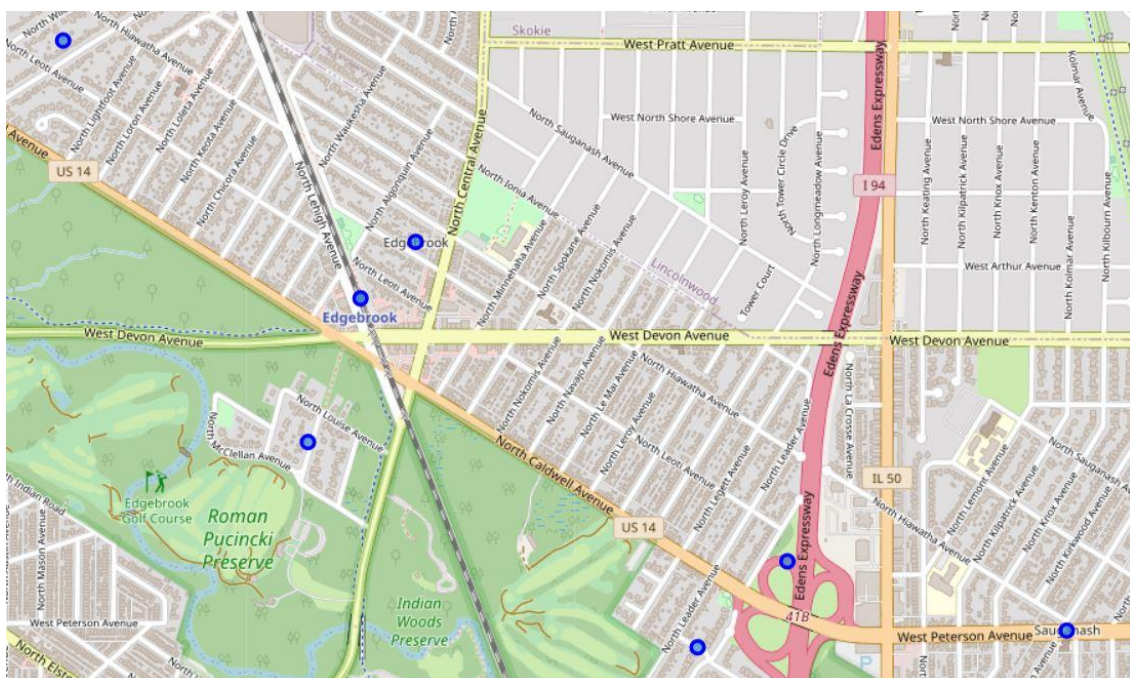 Skokie
West Pratt Avenue
North Hiawatha Avenue
North Leoti Avenue
North Lightfoot Avenue
North Loron Avenue
North Loleta Avenue
North Keota Avenue
North Chicora Avenue
North Waukesha Avenue
North Algonquin Avenue
North Lehigh Avenue
North Central Avenue
North Sauganash Avenue
West North Shore Avenue
North Tower Circle Drive
North Longmeadow Avenue
North Leroy Avenue
Edens Expressway
I 94
West North Shore Avenue
Kolmar Avenue
North Keating Avenue
North Kilpatrick Avenue
North Knox Avenue
North Kenton Avenue
North Kolmar Avenue
North Kilbourn Avenue
West Arthur Avenue
Avenue
US 14
North Ionia Avenue
Edgebrook
North Leoti Avenue
North Minnehaha Avenue
North Spokane Avenue
North Nokomis Avenue
Lincolnwood
Tower Court
Edgebrook
West Devon Avenue
West Devon Avenue
West Devon Avenue
Edens Expressway
North Nokomis Avenue
North Navajo Avenue
North Le Mai Avenue
North Leroy Avenue
North Hiawatha Avenue
North Leoti Avenue
North Legett Avenue
North Leader Avenue
North La Crosse Avenue
North Louise Avenue
North McClellan Avenue
North Caldwell Avenue
US 14
IL 50
North Sauganash Avenue
North Lemont Avenue
North Kilpatrick Avenue
North Knox Avenue
North Kirkwood Avenue
North Hiawatha Avenue
Edgebrook
Golf Course
North Indian Road
Roman
Pucincki
Preserve
North Mason Avenue
West Peterson Avenue
Indian
Woods
Preserve
Edens Expressway
41B
North Leader Avenue
West Peterson Avenue
Sauganash
North Elst
P